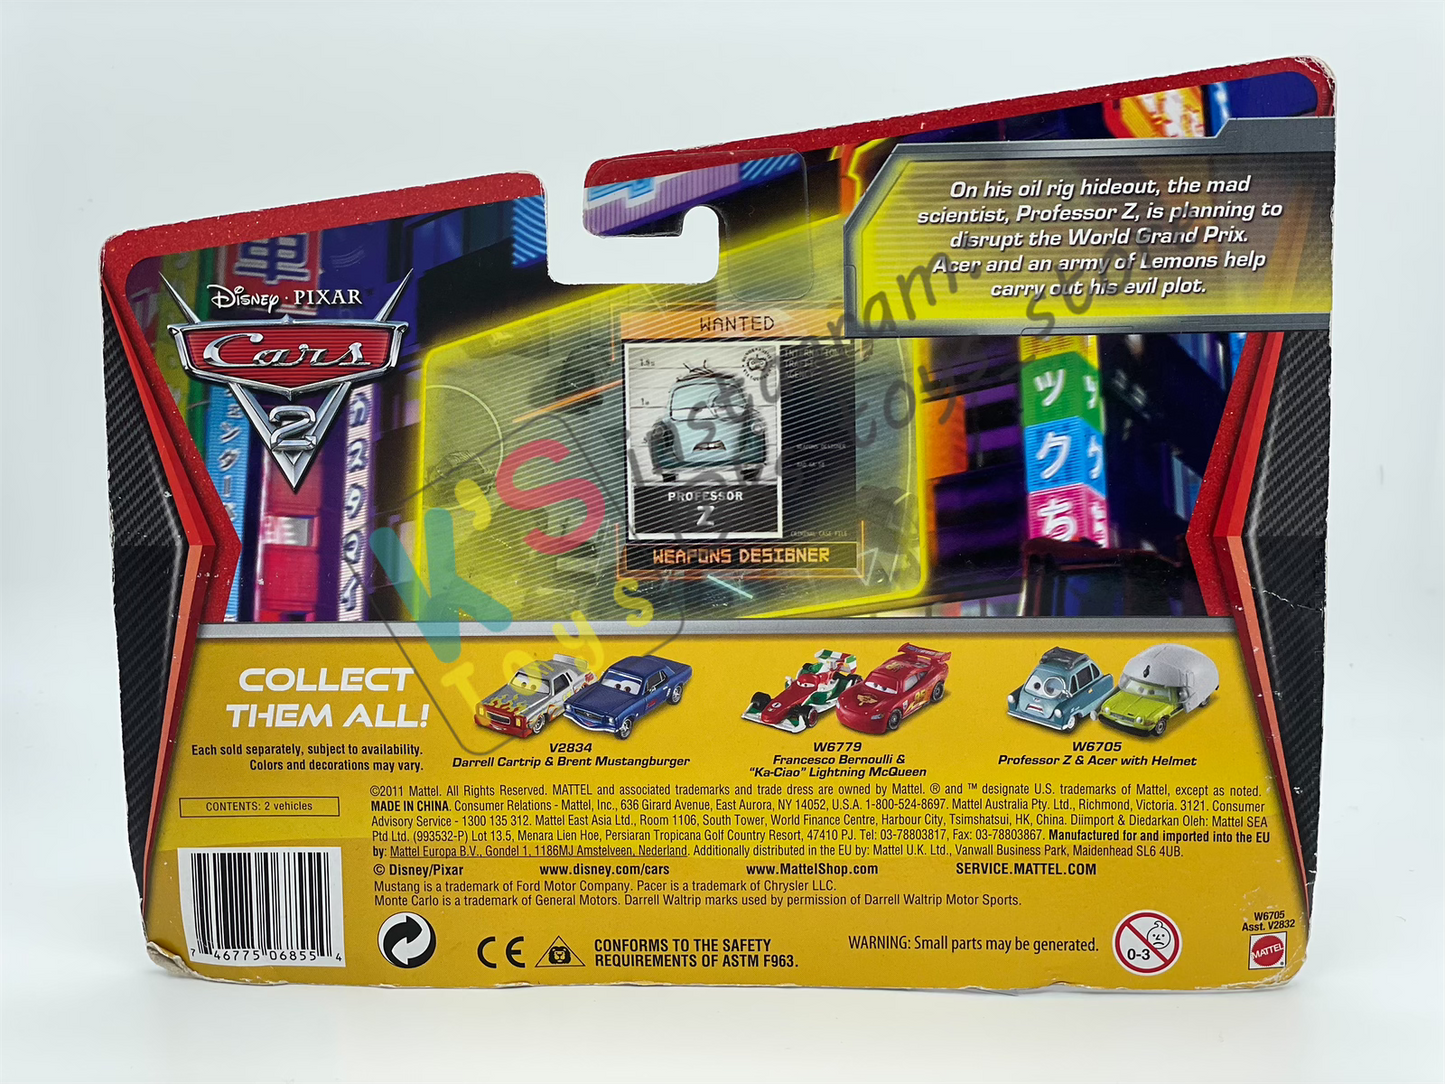 On his oil rig hideout, the mad
scientist, Professor Z, is planning to
disrupt the World Grand Prix.
Acer and an army of Lemons help
carry out his evil plot.
Disney · PIXAR
Cars
2
WANTED
PROFESSOR
Z
CRIMINAL CASE FILE
WEAPONS DESIGNER
カスタマイ
ック
ち
K'S
Toys
COLLECT
THEM ALL!
Each sold separately, subject to availability.
Colors and decorations may vary.
CONTENTS: 2 vehicles
V2834
Darrell Cartrip & Brent Mustangburger
W6779
Francesco Bernoulli &
"Ka-Ciao" Lightning McQueen
W6705
Professor Z & Acer with Helmet
©2011 Mattel. All Rights Reserved. MATTEL and associated trademarks and trade dress are owned by Mattel. ® and ™ designate U.S. trademarks of Mattel, except as noted.
MADE IN CHINA. Consumer Relations - Mattel, Inc., 636 Girard Avenue, East Aurora, NY 14052, U.S.A. 1-800-524-8697. Mattel Australia Pty. Ltd., Richmond, Victoria. 3121. Consumer
Advisory Service - 1300 135 312. Mattel East Asia Ltd., Room 1106, South Tower, World Finance Centre, Harbour City, Tsimshatsui, HK, China. Diimport & Diedarkan Oleh: Mattel SEA
Ptd Ltd. (993532-P) Lot 13.5, Menara Lien Hoe, Persiaran Tropicana Golf Country Resort, 47410 PJ. Tel: 03-78803817, Fax: 03-78803867. Manufactured for and imported into the EU
by: Mattel Europa B.V., Gondel 1, 1186MJ Amstelveen, Nederland. Additionally distributed in the EU by: Mattel U.K. Ltd., Vanwall Business Park, Maidenhead SL6 4UB.
© Disney/Pixar www.disney.com/cars www.MattelShop.com SERVICE.MATTEL.COM
Mustang is a trademark of Ford Motor Company. Pacer is a trademark of Chrysler LLC.
Monte Carlo is a trademark of General Motors. Darrell Waltrip marks used by permission of Darrell Waltrip Motor Sports.
7 46775 06855 4
CE
CONFORMS TO THE SAFETY
REQUIREMENTS OF ASTM F963.
WARNING: Small parts may be generated.
0-3
W6705
Asst. V2832
MATTEL